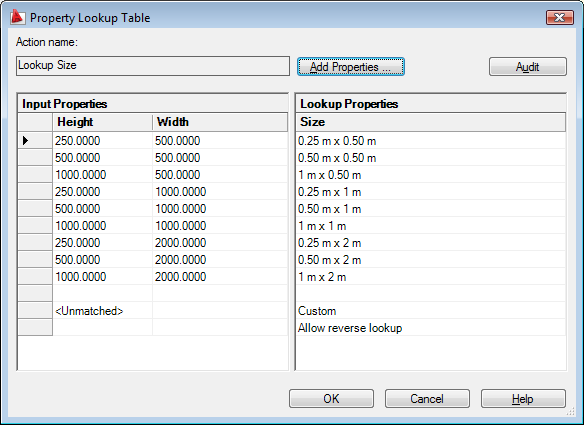 Property Lookup Table
Action name:
Lookup Size
Add Properties ...
Audit
Input Properties
Lookup Properties
Height Width Size
250.0000 500.0000 0.25 m x 0.50 m
500.0000 500.0000 0.50 m x 0.50 m
1000.0000 500.0000 1 m x 0.50 m
250.0000 1000.0000 0.25 m x 1 m
500.0000 1000.0000 0.50 m x 1 m
1000.0000 1000.0000 1 m x 1 m
250.0000 2000.0000 0.25 m x 2 m
500.0000 2000.0000 0.50 m x 2 m
1000.0000 2000.0000 1 m x 2 m
<Unmatched> Custom
Allow reverse lookup
OK Cancel Help